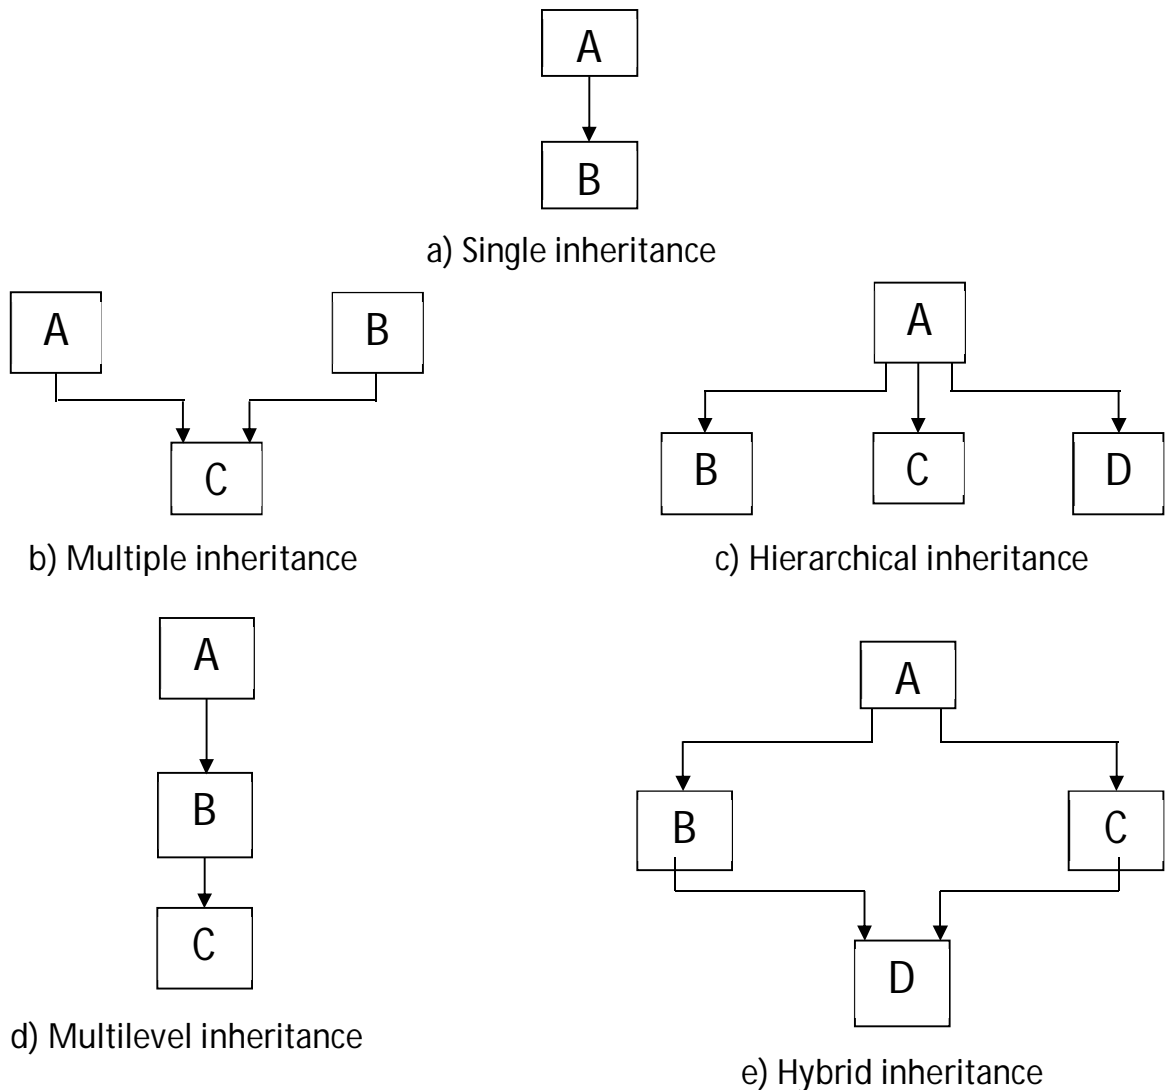 A
B
a) Single inheritance
A B
C
b) Multiple inheritance
A
B C D
c) Hierarchical inheritance
A
B
C
d) Multilevel inheritance
A
B C
D
e) Hybrid inheritance